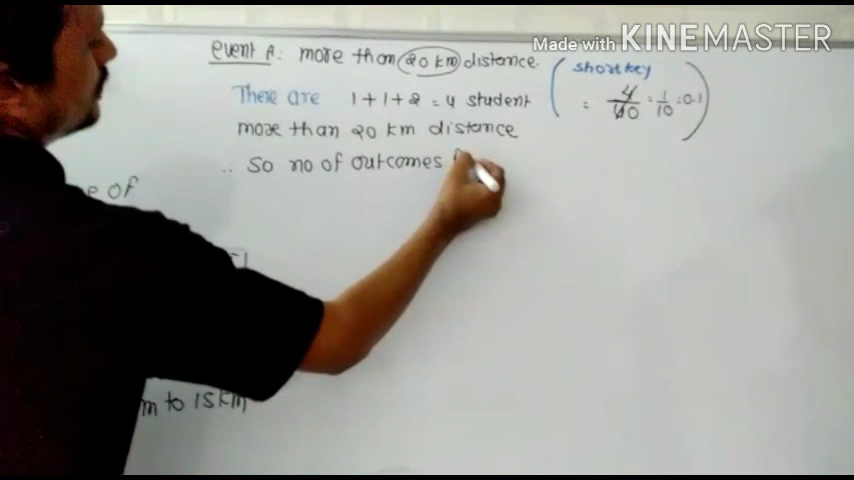 Made with KINEMASTER
event A: more than 20 km distance.
There are 1 + 1 + 2 = 4 student
more than 20 km distance
∴ So no of outcomes
(short key
= 4/40 = 1/10 = 0.1)
e of
m to 15 km